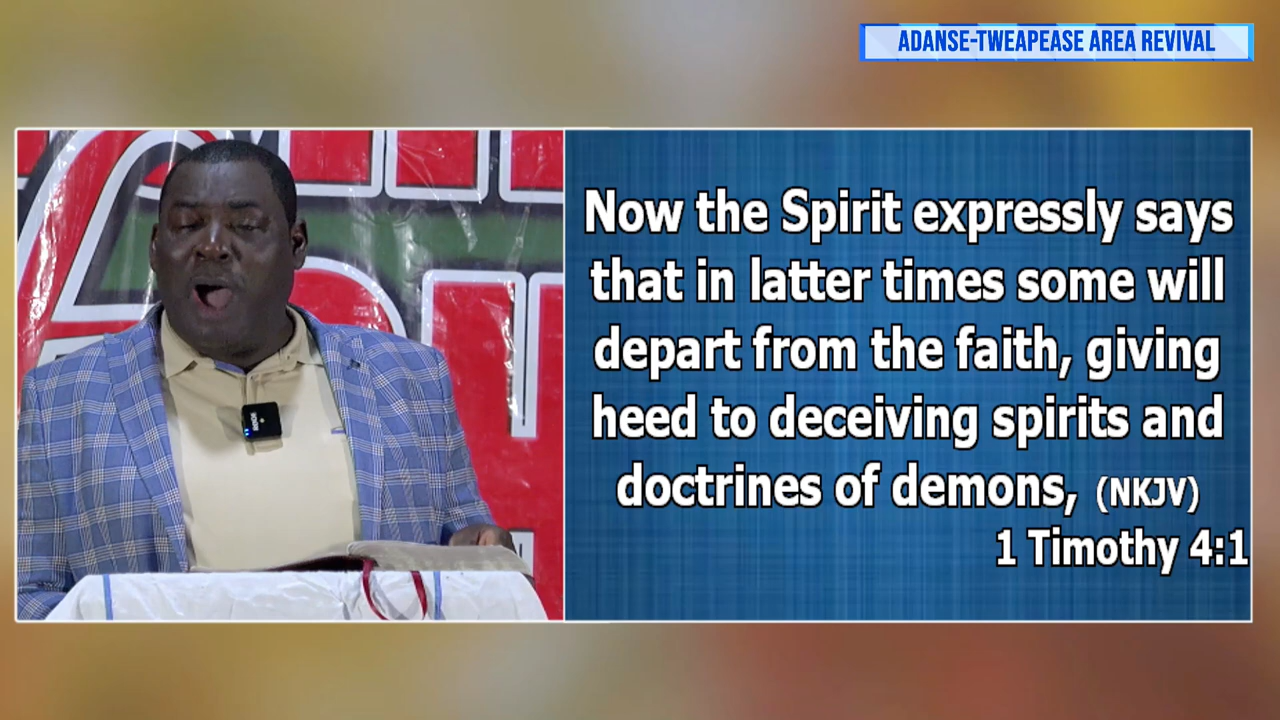 ADANSE-TWEAPEASE AREA REVIVAL
Now the Spirit expressly says
that in latter times some will
depart from the faith, giving
heed to deceiving spirits and
doctrines of demons, (NKJV)
1 Timothy 4:1